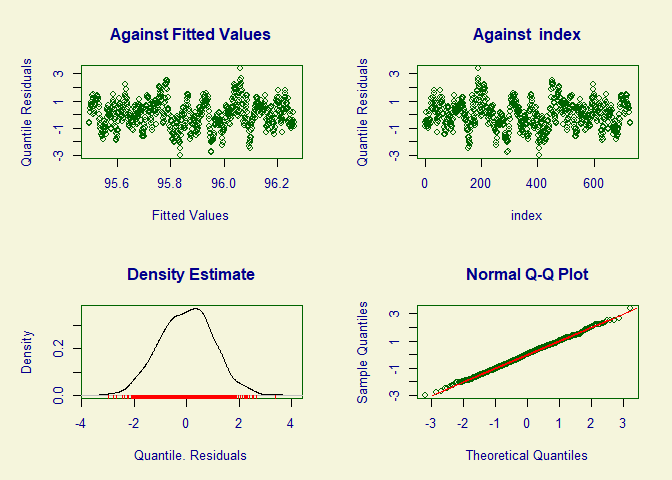 Against Fitted Values
Quantile Residuals
3
1
-1
-3
95.6 95.8 96.0 96.2
Fitted Values
Against index
Quantile Residuals
3
1
-1
-3
0 200 400 600
index
Density Estimate
Density
0.2
0.0
-4 -2 0 2 4
Quantile. Residuals
Normal Q-Q Plot
Sample Quantiles
3
1
-1
-3
-3 -2 -1 0 1 2 3
Theoretical Quantiles